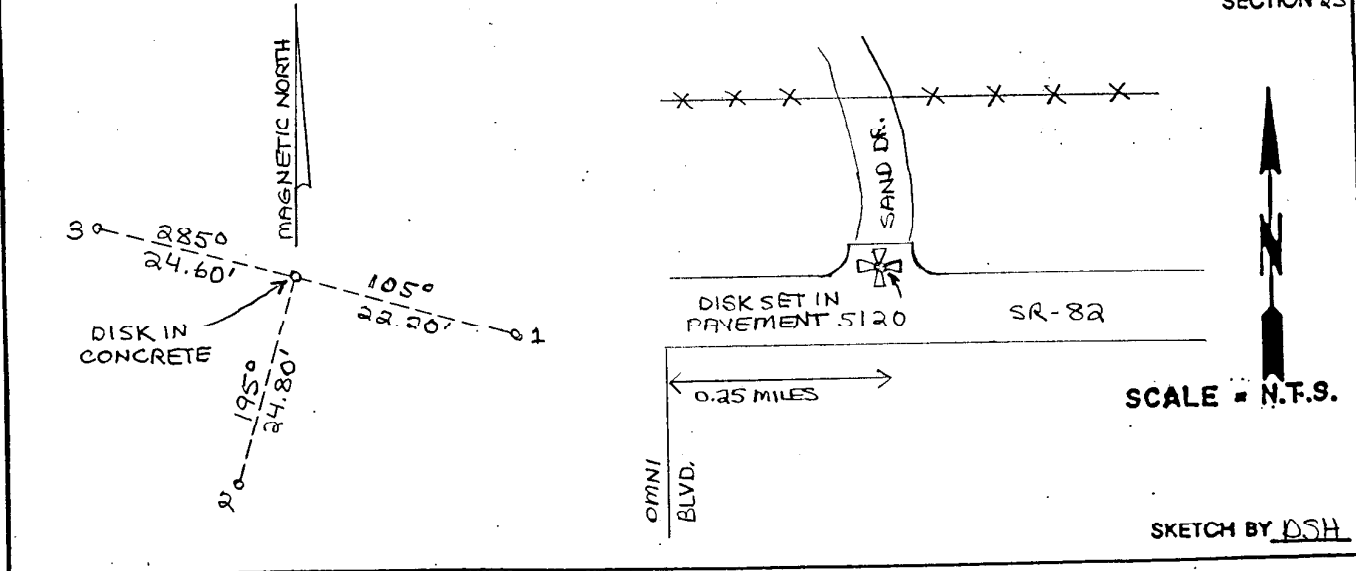 SECTION 23
MAGNETIC NORTH
3
285°
24.60'
105°
22.20'
1
DISK IN
CONCRETE
195°
24.80'
2
SAND DR.
DISK SET IN
PAVEMENT 5120
SR-82
0.25 MILES
OMNI
BLVD.
N
SCALE = N.T.S.
SKETCH BY DSH